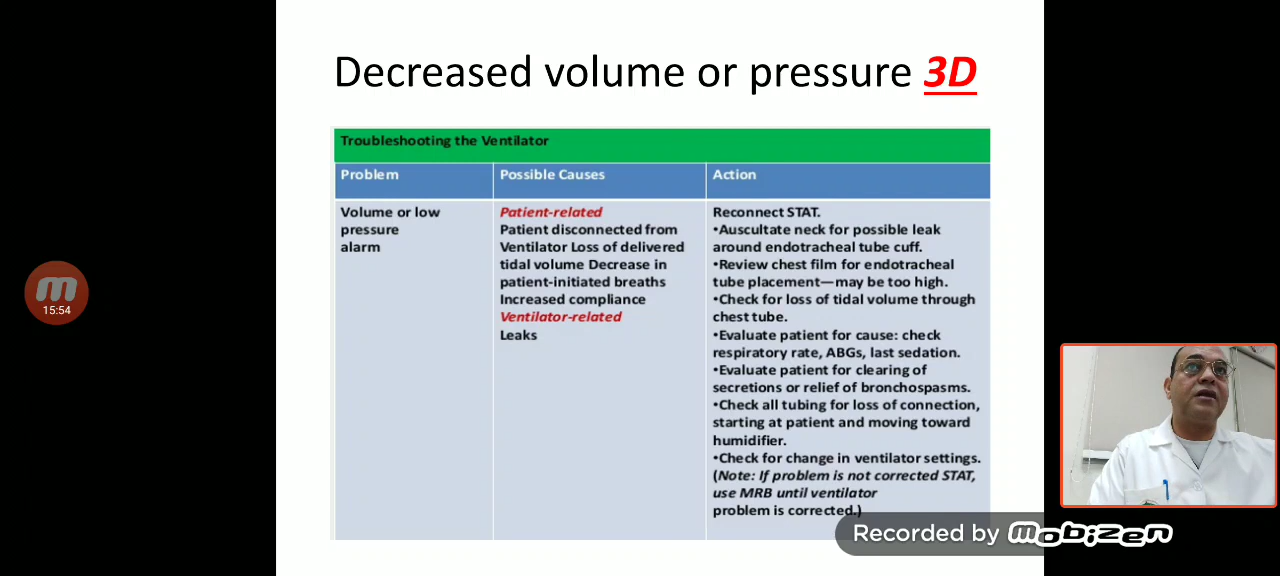 Decreased volume or pressure 3D
Troubleshooting the Ventilator
Problem
Possible Causes
Action
Volume or low
pressure
alarm
Patient-related
Patient disconnected from
Ventilator Loss of delivered
tidal volume Decrease in
patient-initiated breaths
Increased compliance
Ventilator-related
Leaks
Reconnect STAT.
•Auscultate neck for possible leak
around endotracheal tube cuff.
•Review chest film for endotracheal
tube placement—may be too high.
•Check for loss of tidal volume through
chest tube.
•Evaluate patient for cause: check
respiratory rate, ABGs, last sedation.
•Evaluate patient for clearing of
secretions or relief of bronchospasms.
•Check all tubing for loss of connection,
starting at patient and moving toward
humidifier.
•Check for change in ventilator settings.
(Note: If problem is not corrected STAT,
use MRB until ventilator
problem is corrected.)
15:54
Recorded by mobizen